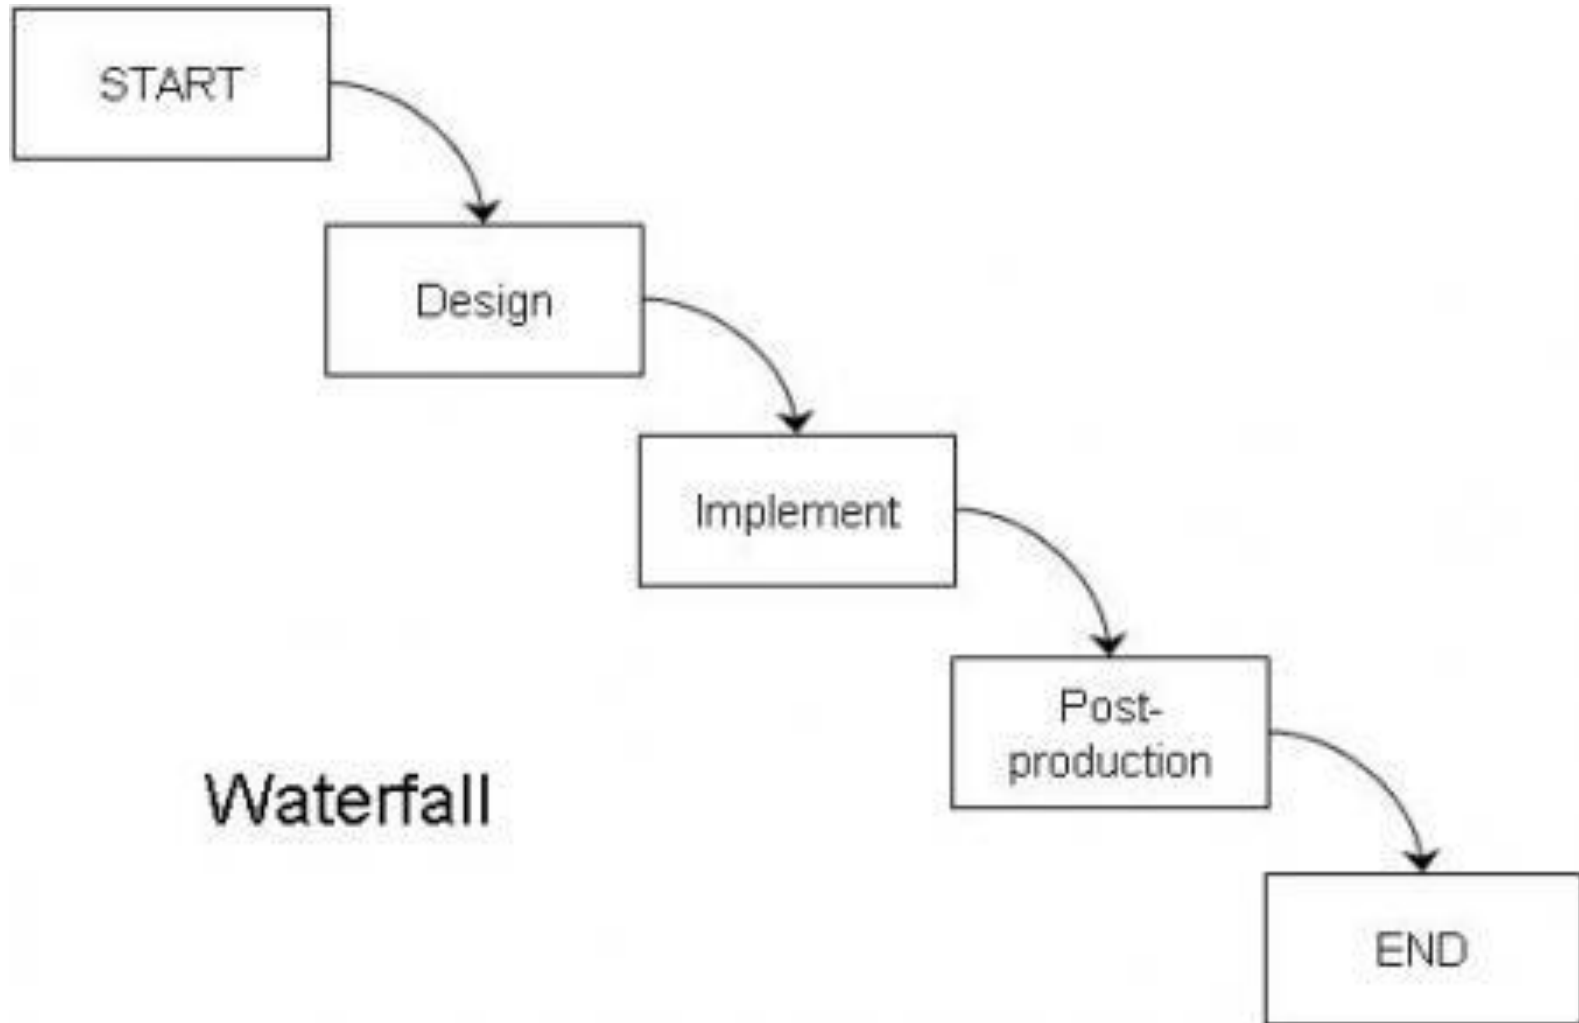 START
Design
Implement
Post-
production
Waterfall
END